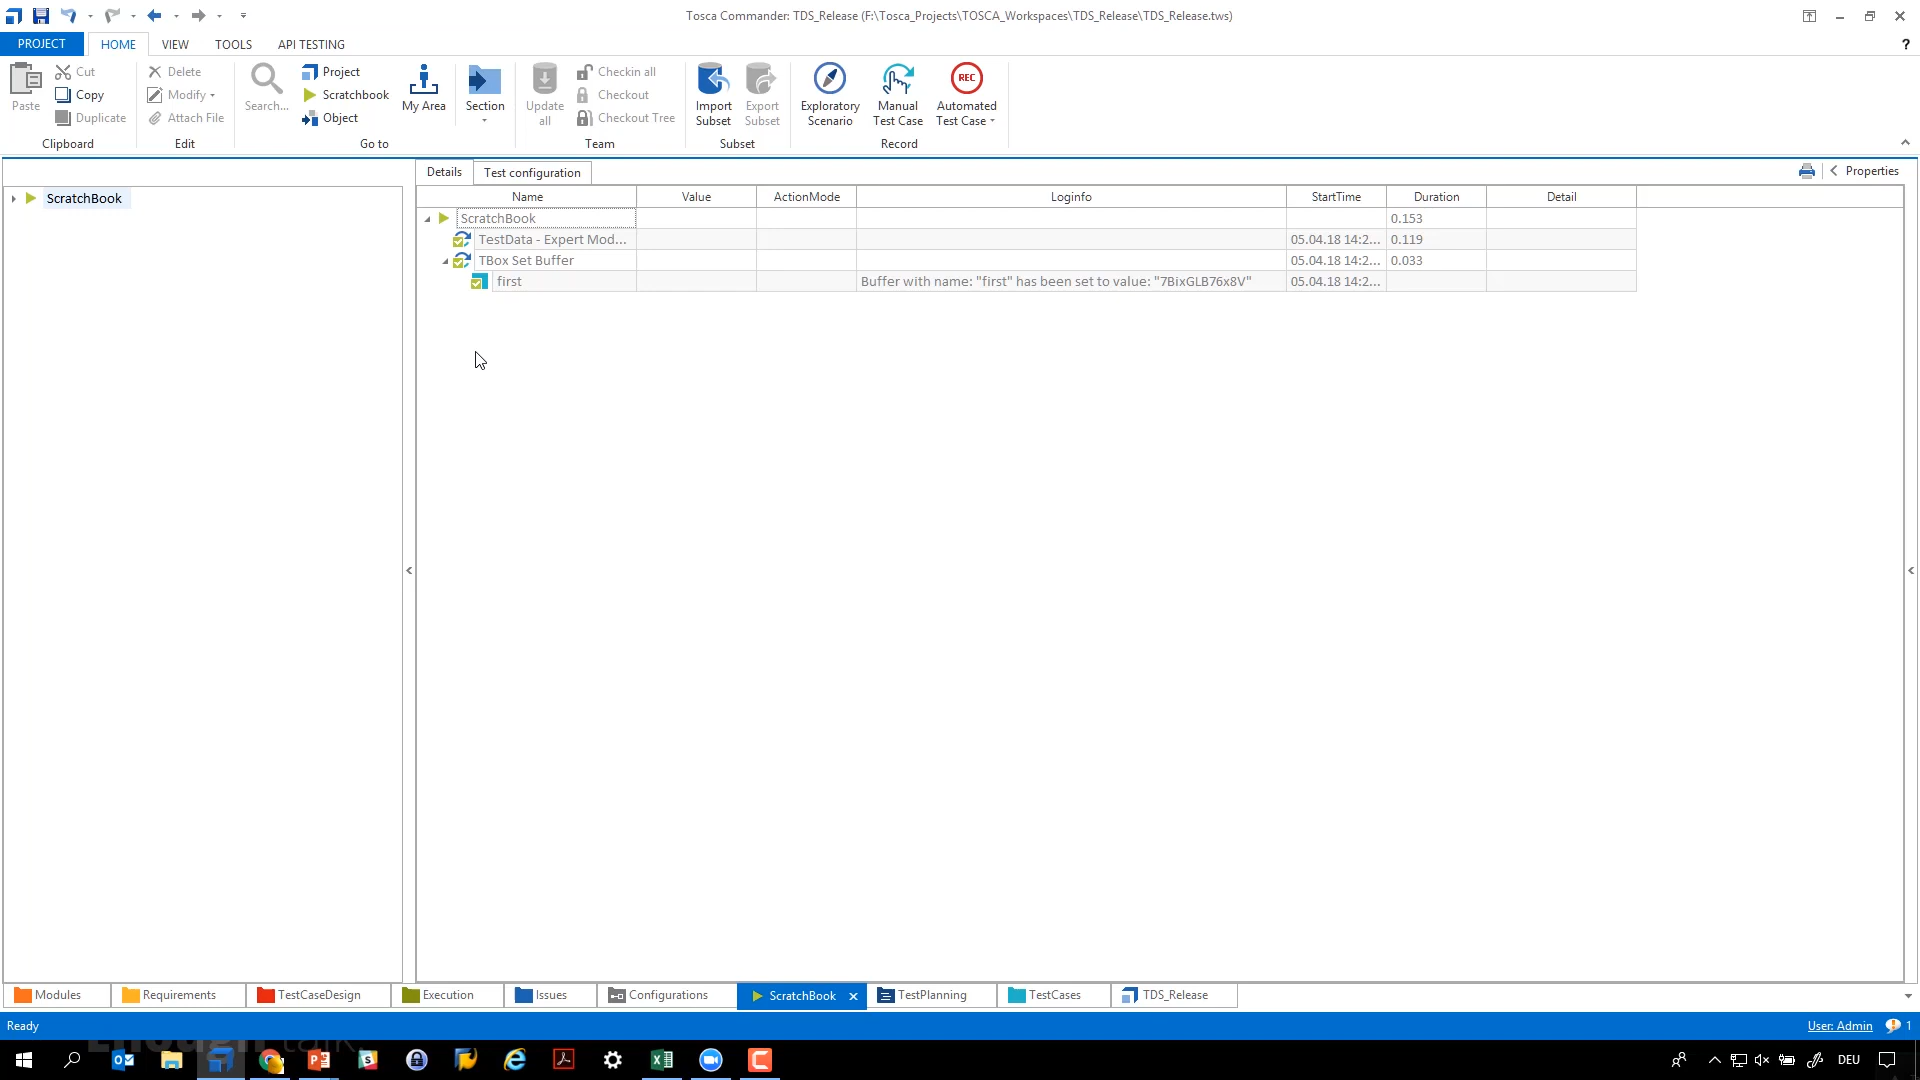 Tosca Commander: TDS_Release (F:\Tosca_Projects\TOSCA_Workspaces\TDS_Release\TDS_Release.tws)
PROJECT HOME VIEW TOOLS API TESTING ?
Paste
Cut
Copy
Duplicate
Clipboard
Delete
Modify
Attach File
Edit
Search...
Project
Scratchbook
Object
My Area
Go to
Section
Update all
Checkin all
Checkout
Checkout Tree
Team
Import Subset
Export Subset
Subset
Exploratory Scenario
Manual Test Case
REC
Automated Test Case
Record
ScratchBook
Details Test configuration Properties
Name Value ActionMode Loginfo StartTime Duration Detail
ScratchBook 0.153
TestData - Expert Mod... 05.04.18 14:2... 0.119
TBox Set Buffer 05.04.18 14:2... 0.033
first Buffer with name: "first" has been set to value: "7BixGLB76x8V" 05.04.18 14:2...
Modules Requirements TestCaseDesign Execution Issues Configurations ScratchBook TestPlanning TestCases TDS_Release
Ready User: Admin 1
DEU